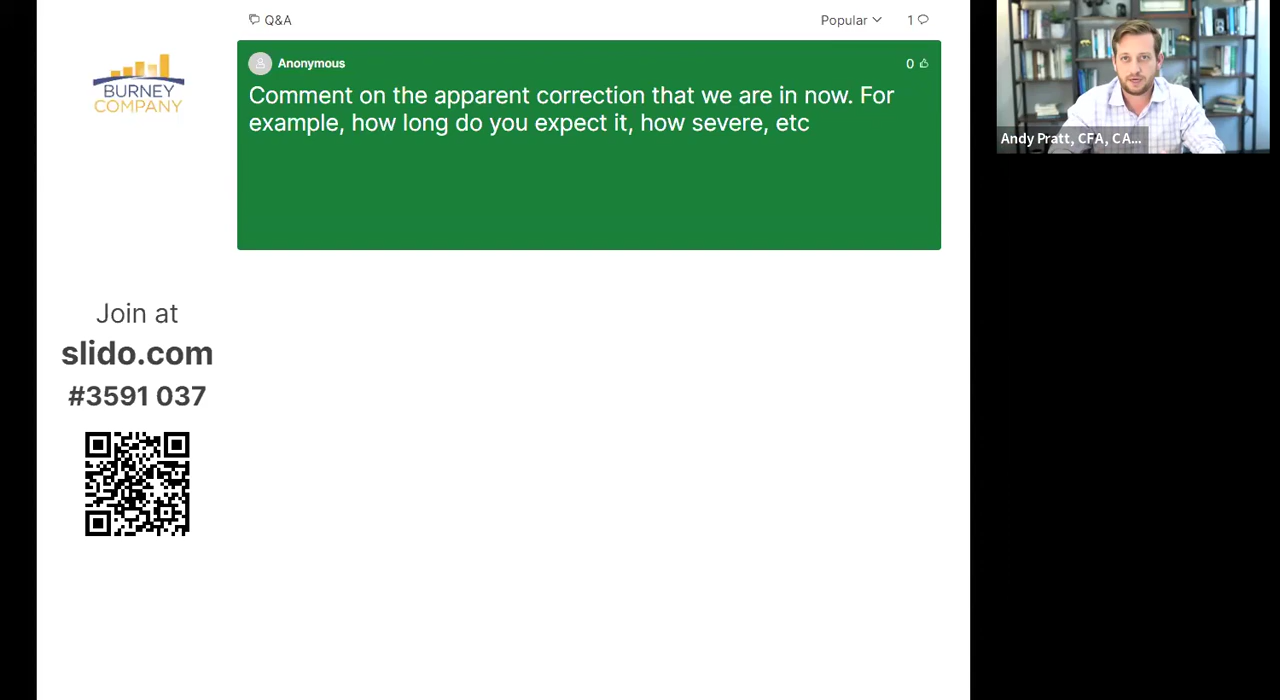 Q&A
Popular
1
BURNEY
COMPANY
Anonymous
0
Comment on the apparent correction that we are in now. For
example, how long do you expect it, how severe, etc
Andy Pratt, CFA, CA...
Join at
slido.com
#3591 037